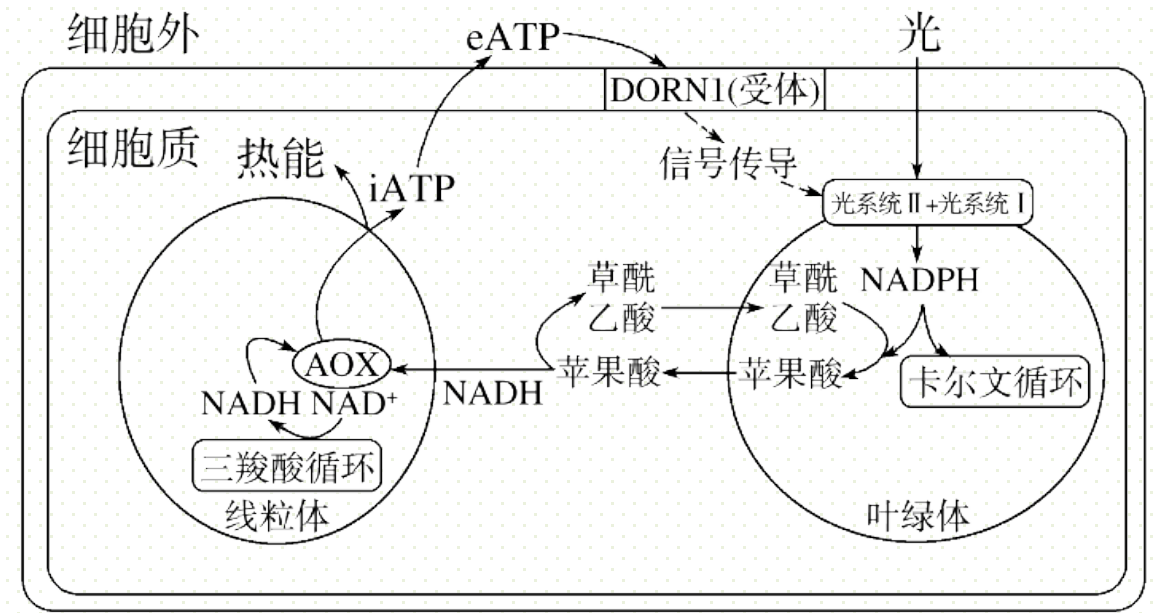 细胞外
eATP
光
DORN1(受体)
细胞质
热能
iATP
信号传导
光系统Ⅱ+光系统Ⅰ
草酰
乙酸
草酰
乙酸
NADPH
AOX
NADH
苹果酸
苹果酸
卡尔文循环
NADH NAD⁺
三羧酸循环
线粒体
叶绿体